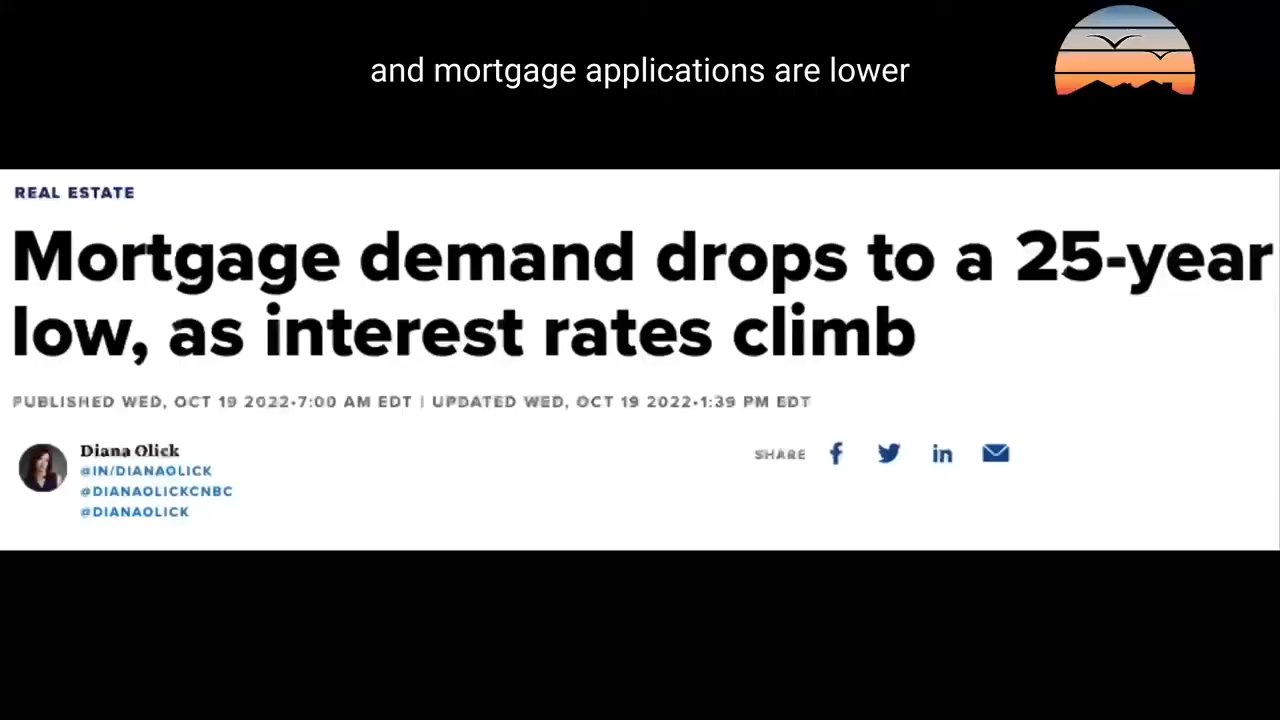 and mortgage applications are lower
REAL ESTATE
Mortgage demand drops to a 25-year
low, as interest rates climb
PUBLISHED WED, OCT 19 2022•7:00 AM EDT | UPDATED WED, OCT 19 2022•1:39 PM EDT
Diana Olick
@IN/DIANAOLICK
@DIANAOLICKCNBC
@DIANAOLICK
SHARE